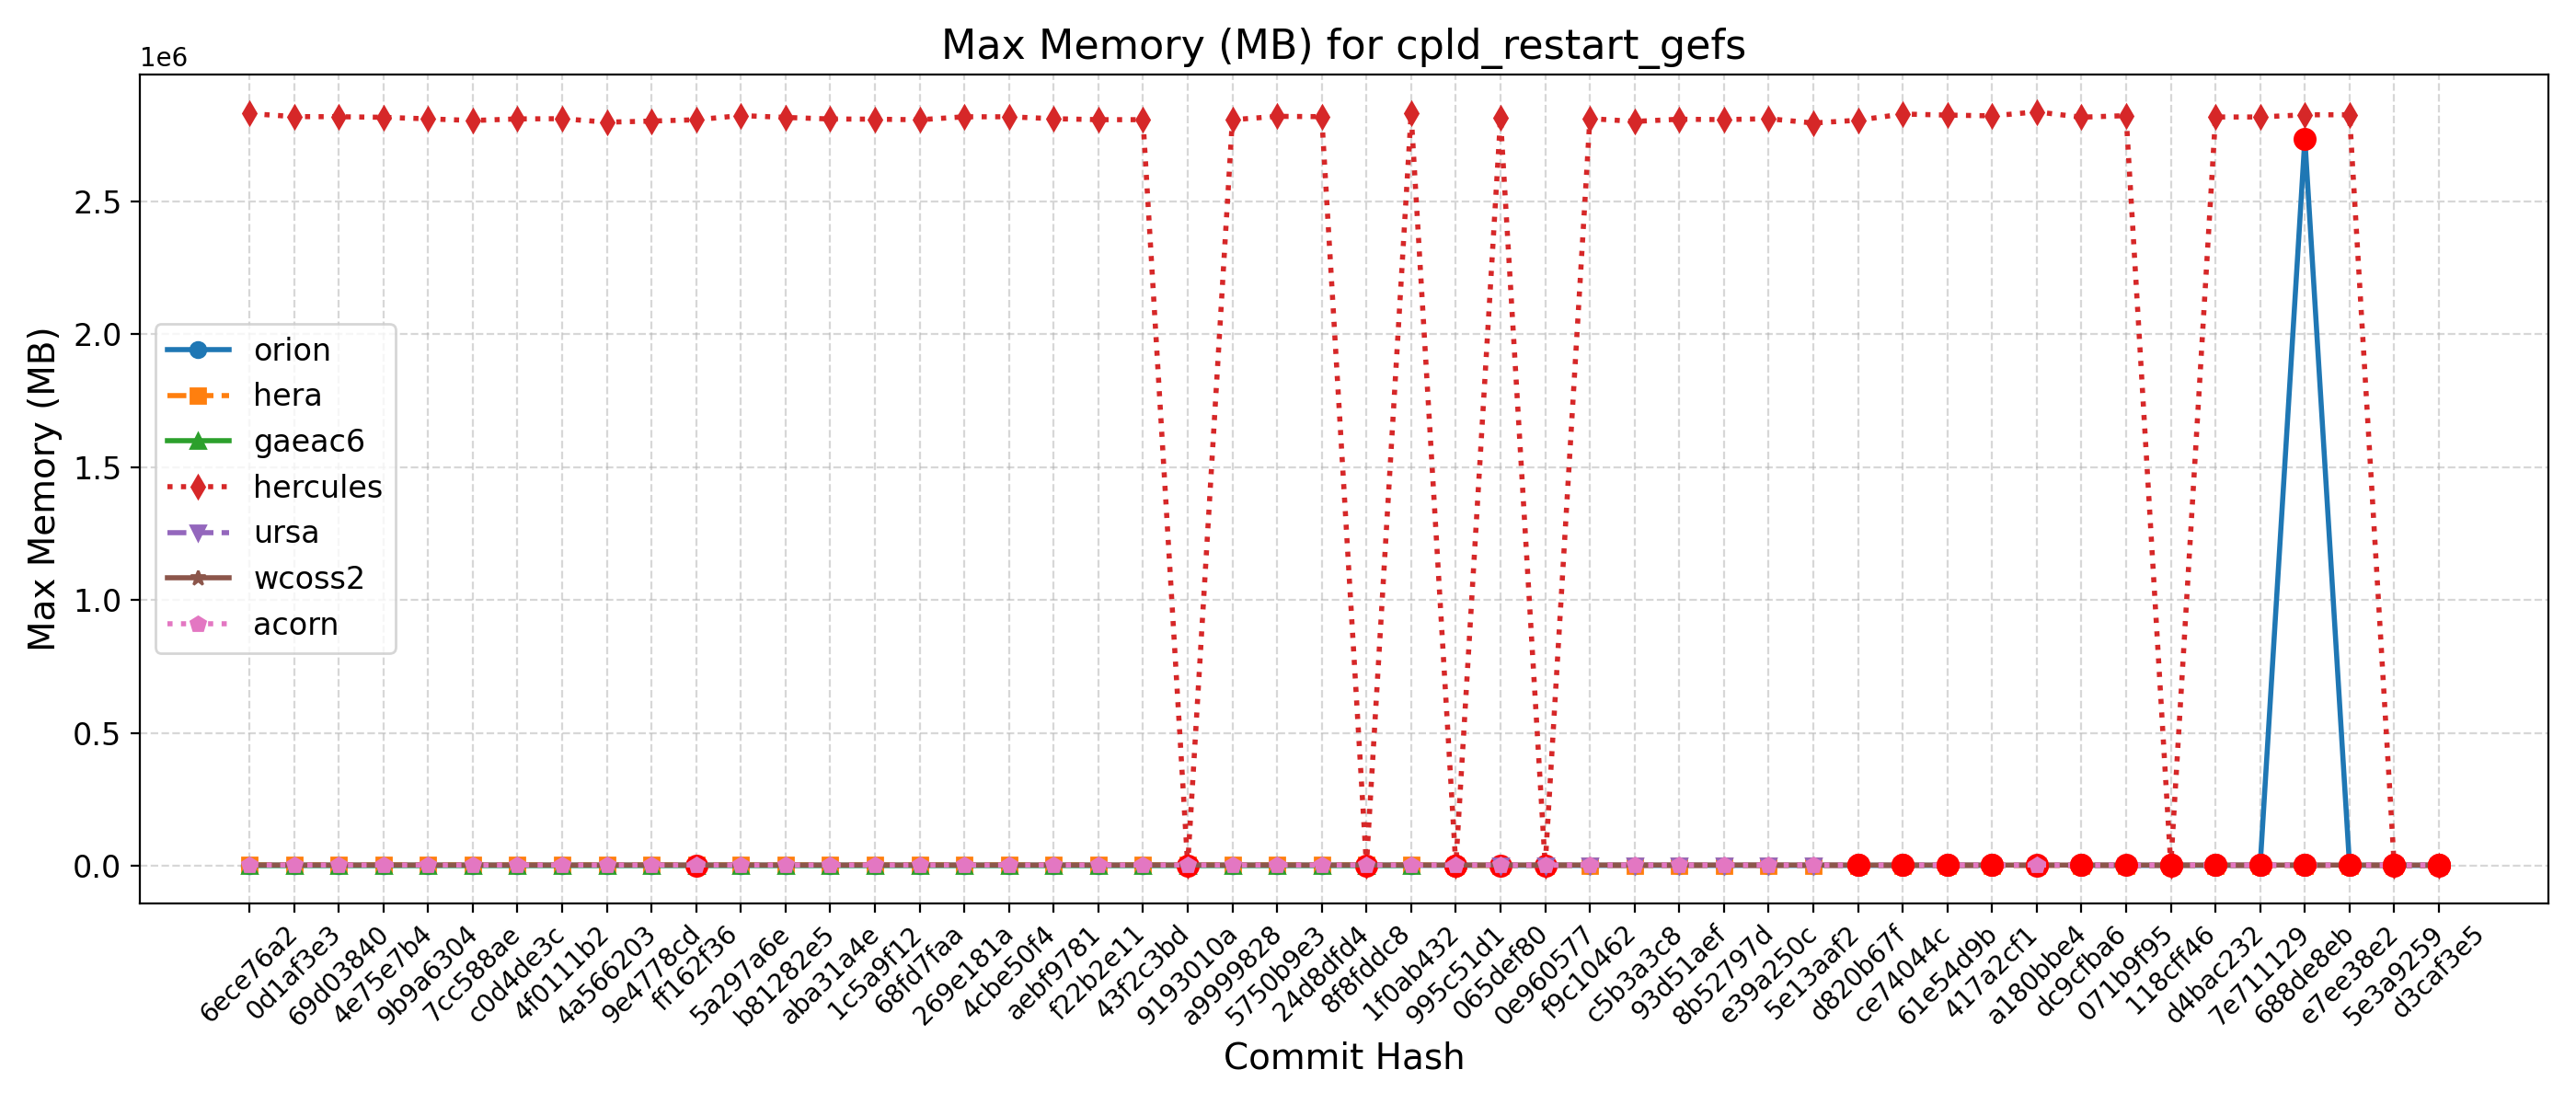 Max Memory (MB) for cpld_restart_gefs
1e6
Max Memory (MB)
2.5
2.0
1.5
1.0
0.5
0.0
orion
hera
gaeac6
hercules
ursa
wcoss2
acorn
6ece76a2
0d1af3e3
69d03840
4e75e7b4
9b9a6304
7cc588ae
c0d4de3c
4f0111b2
4a566203
9e4778cd
ff162f36
5a297a6e
b81282e5
aba31a4e
1c5a9f12
68fd7faa
269e181a
4cbe50f4
aebf9781
f22b2e11
43f2c3bd
9193010a
a9999828
5750b9e3
24d8dfd4
8f8fddc8
1f0ab432
995c51d1
065def80
0e960577
f9c10462
c5b3a3c8
93d51aef
8b52797d
e39a250c
5e13aaf2
d820b67f
ce74044c
61e54d9b
417a2cf1
a180bbe4
dc9cfba6
071b9f95
118cff46
d4bac232
7e711129
688de8eb
e7ee38e2
5e3a9259
d3caf3e5
Commit Hash